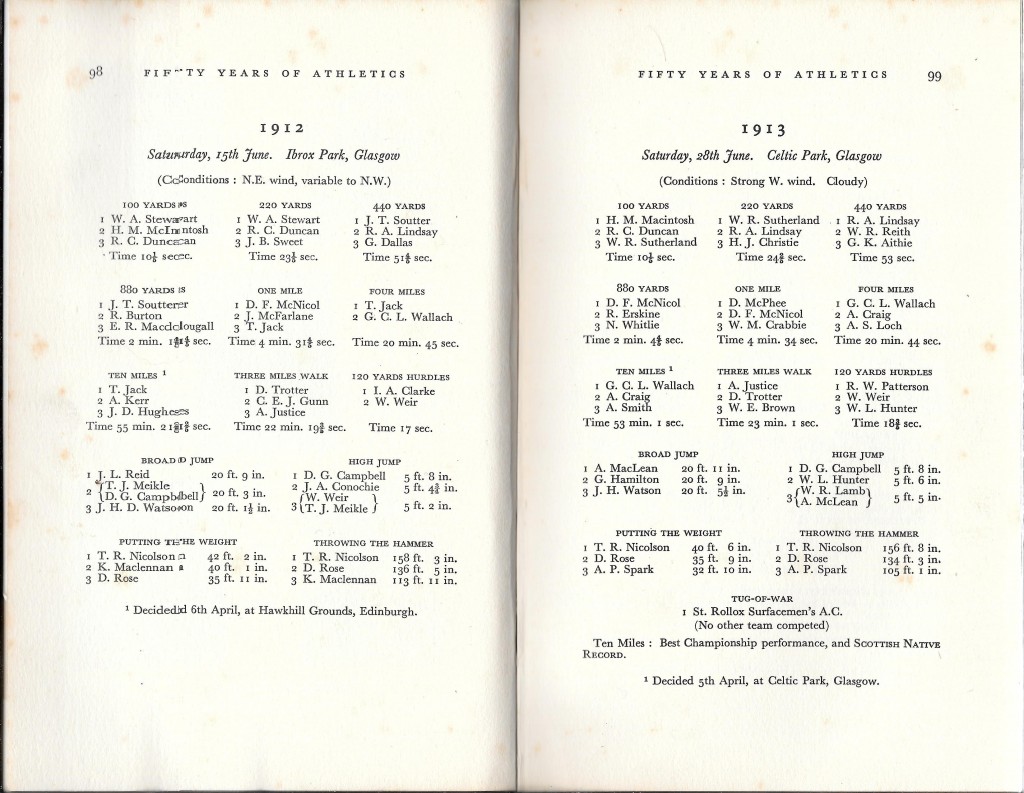 98
FIFTY YEARS OF ATHLETICS
1912
Saturday, 15th June. Ibrox Park, Glasgow
(Conditions : N.E. wind, variable to N.W.)
100 YARDS
1 W. A. Stewart
2 H. M. McIntosh
3 R. C. Duncan
Time 10⅕ sec.
220 YARDS
1 W. A. Stewart
2 R. C. Duncan
3 J. B. Sweet
Time sec.
440 YARDS
1 J. T. Soutter
2 R. A. Lindsay
3 G. Dallas
Time sec.
880 YARDS
1 J. T. Soutter
2 R. Burton
3 E. R. Macdougall
Time 2 min. sec.
ONE MILE
1 D. F. McNicol
2 J. McFarlane
3 T. Jack
Time 4 min. sec.
FOUR MILES
1 T. Jack
2 G. C. L. Wallach
Time 20 min. 45 sec.
TEN MILES ¹
1 T. Jack
2 A. Kerr
3 J. D. Hughes
Time 55 min. sec.
THREE MILES WALK
1 D. Trotter
2 C. E. J. Gunn
3 A. Justice
Time 22 min. sec.
120 YARDS HURDLES
1 I. A. Clarke
2 W. Weir
Time 17 sec.
BROAD JUMP
1 J. L. Reid 20 ft. 9 in.
2 {T. J. Meikle
D. G. Campbell} 20 ft. 3 in.
3 J. H. D. Watson 20 ft. 1½ in.
HIGH JUMP
1 D. G. Campbell 5 ft. 8 in.
2 J. A. Conochie 5 ft. in.
3 {W. Weir
T. J. Meikle} 5 ft. 2 in.
PUTTING THE WEIGHT
1 T. R. Nicolson 42 ft. 2 in.
2 K. Maclennan 40 ft. 1 in.
3 D. Rose 35 ft. 11 in.
THROWING THE HAMMER
1 T. R. Nicolson 158 ft. 3 in.
2 D. Rose 136 ft. 5 in.
3 K. Maclennan 113 ft. 11 in.
¹ Decided 6th April, at Hawkhill Grounds, Edinburgh.
FIFTY YEARS OF ATHLETICS
99
1913
Saturday, 28th June. Celtic Park, Glasgow
(Conditions : Strong W. wind. Cloudy)
100 YARDS
1 H. M. Macintosh
2 R. C. Duncan
3 W. R. Sutherland
Time sec.
220 YARDS
1 W. R. Sutherland
2 R. A. Lindsay
3 H. J. Christie
Time sec.
440 YARDS
1 R. A. Lindsay
2 W. R. Reith
3 G. K. Aithie
Time 53 sec.
880 YARDS
1 D. F. McNicol
2 R. Erskine
3 N. Whitlie
Time 2 min. sec.
ONE MILE
1 D. McPhee
2 D. F. McNicol
3 W. M. Crabbie
Time 4 min. 34 sec.
FOUR MILES
1 G. C. L. Wallach
2 A. Craig
3 A. S. Loch
Time 20 min. 44 sec.
TEN MILES ¹
1 G. C. L. Wallach
2 A. Craig
3 A. Smith
Time 53 min. 1 sec.
THREE MILES WALK
1 A. Justice
2 D. Trotter
3 W. E. Brown
Time 23 min. 1 sec.
120 YARDS HURDLES
1 R. W. Patterson
2 W. Weir
3 W. L. Hunter
Time sec.
BROAD JUMP
1 A. MacLean 20 ft. 11 in.
2 G. Hamilton 20 ft. 9 in.
3 J. H. Watson 20 ft. 5½ in.
HIGH JUMP
1 D. G. Campbell 5 ft. 8 in.
2 W. L. Hunter 5 ft. 6 in.
3 {W. R. Lamb
A. McLean} 5 ft. 5 in.
PUTTING THE WEIGHT
1 T. R. Nicolson 40 ft. 6 in.
2 D. Rose 35 ft. 9 in.
3 A. P. Spark 32 ft. 10 in.
THROWING THE HAMMER
1 T. R. Nicolson 156 ft. 8 in.
2 D. Rose 134 ft. 3 in.
3 A. P. Spark 105 ft. 1 in.
TUG-OF-WAR
1 St. Rollox Surfacemen's A.C.
(No other team competed)
Ten Miles : Best Championship performance, and SCOTTISH NATIVE
RECORD.
¹ Decided 5th April, at Celtic Park, Glasgow.